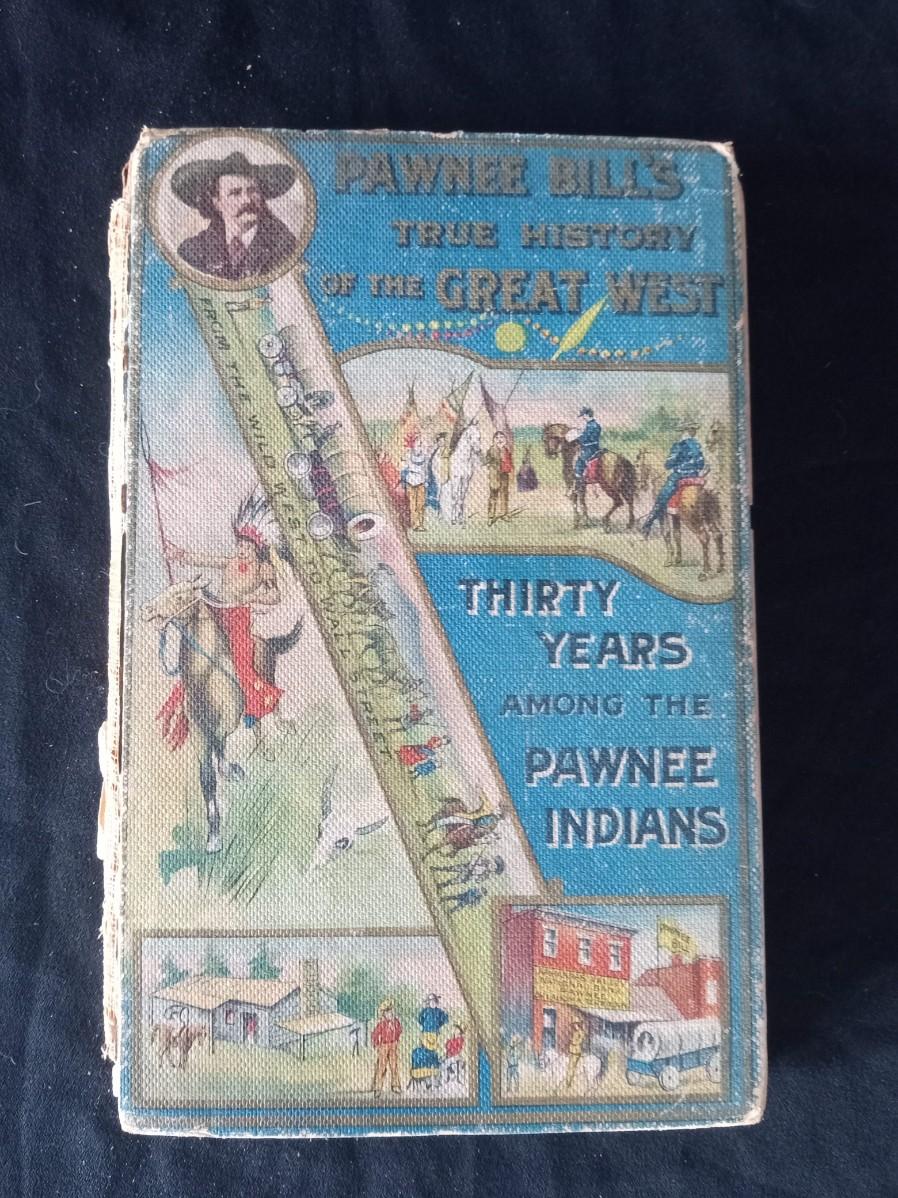 PAWNEE BILL'S
TRUE HISTORY
OF THE GREAT WEST
FROM THE WILD WEST TO WALL STREET
THIRTY
YEARS
AMONG THE
PAWNEE
INDIANS